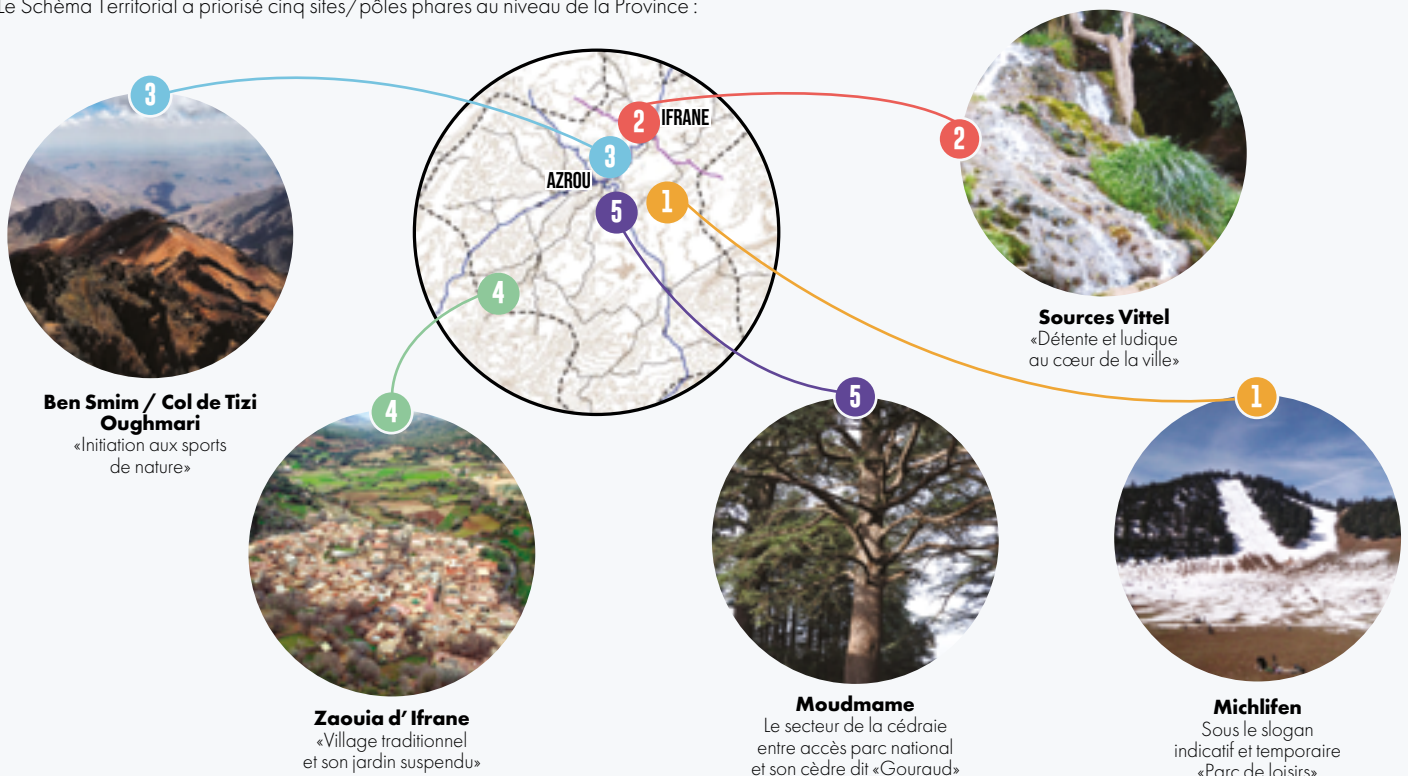 Le Schéma Territorial a priorisé cinq sites/pôles phares au niveau de la Province :
3
2
IFRANE
3
AZROU
5
1
4
2
Sources Vittel
«Détente et ludique
au cœur de la ville»
Ben Smim / Col de Tizi
Oughmari
«Initiation aux sports
de nature»
4
Zaouia d’ Ifrane
«Village traditionnel
et son jardin suspendu»
5
Moudmame
Le secteur de la cédraie
entre accès parc national
et son cèdre dit «Gouraud»
1
Michlifen
Sous le slogan
indicatif et temporaire
«Parc de loisirs»